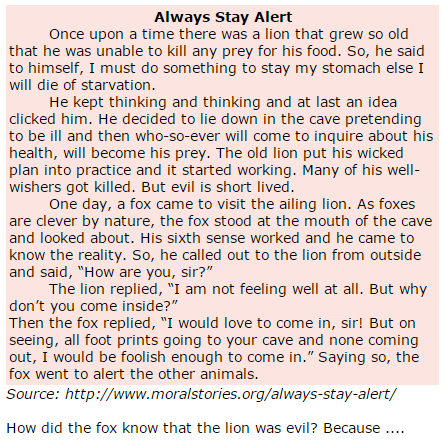 Always Stay Alert
Once upon a time there was a lion that grew so old
that he was unable to kill any prey for his food. So, he said
to himself, I must do something to stay my stomach else I
will die of starvation.
He kept thinking and thinking and at last an idea
clicked him. He decided to lie down in the cave pretending
to be ill and then who-so-ever will come to inquire about his
health, will become his prey. The old lion put his wicked
plan into practice and it started working. Many of his well-
wishers got killed. But evil is short lived.
One day, a fox came to visit the ailing lion. As foxes
are clever by nature, the fox stood at the mouth of the cave
and looked about. His sixth sense worked and he came to
know the reality. So, he called out to the lion from outside
and said, “How are you, sir?”
The lion replied, “I am not feeling well at all. But why
don’t you come inside?”
Then the fox replied, “I would love to come in, sir! But on
seeing, all foot prints going to your cave and none coming
out, I would be foolish enough to come in.” Saying so, the
fox went to alert the other animals.
Source: http://www.moralstories.org/always-stay-alert/
How did the fox know that the lion was evil? Because ....